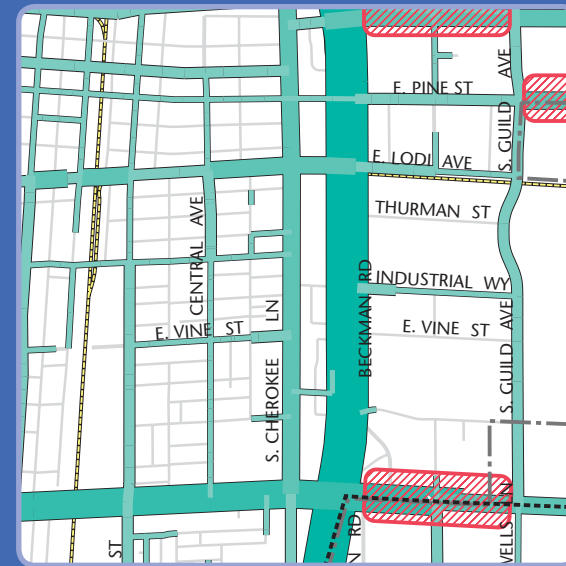 AVE
E. PINE ST
S. GUILD
E. LODI AVE
THURMAN ST
CENTRAL AVE
BECKMAN RD
INDUSTRIAL WY
S. CHEROKEE LN
E. VINE ST
E. VINE ST
S. GUILD AVE
ST
N RD
WELLS LN